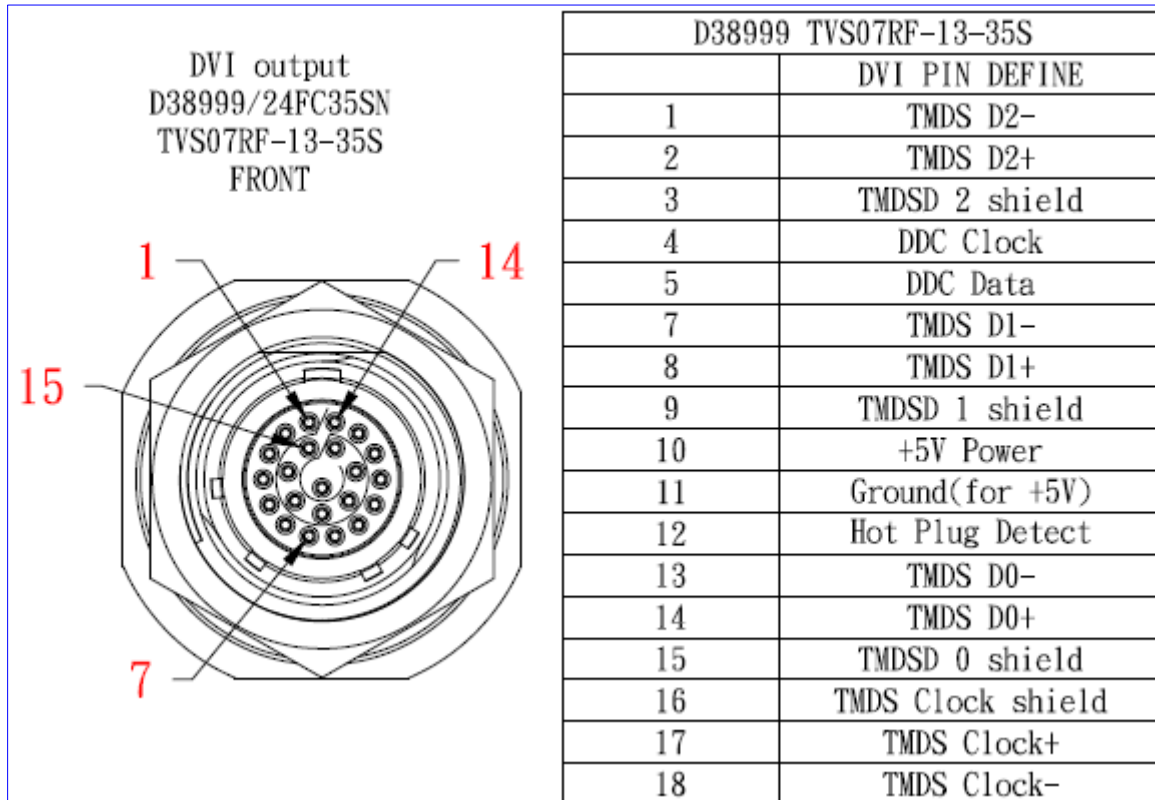 DVI output
D38999/24FC35SN
TVS07RF-13-35S
FRONT
1
14
15
7
D38999 TVS07RF-13-35S
DVI PIN DEFINE
1 TMDS D2-
2 TMDS D2+
3 TMDSD 2 shield
4 DDC Clock
5 DDC Data
7 TMDS D1-
8 TMDS D1+
9 TMDSD 1 shield
10 +5V Power
11 Ground(for +5V)
12 Hot Plug Detect
13 TMDS D0-
14 TMDS D0+
15 TMDSD 0 shield
16 TMDS Clock shield
17 TMDS Clock+
18 TMDS Clock-